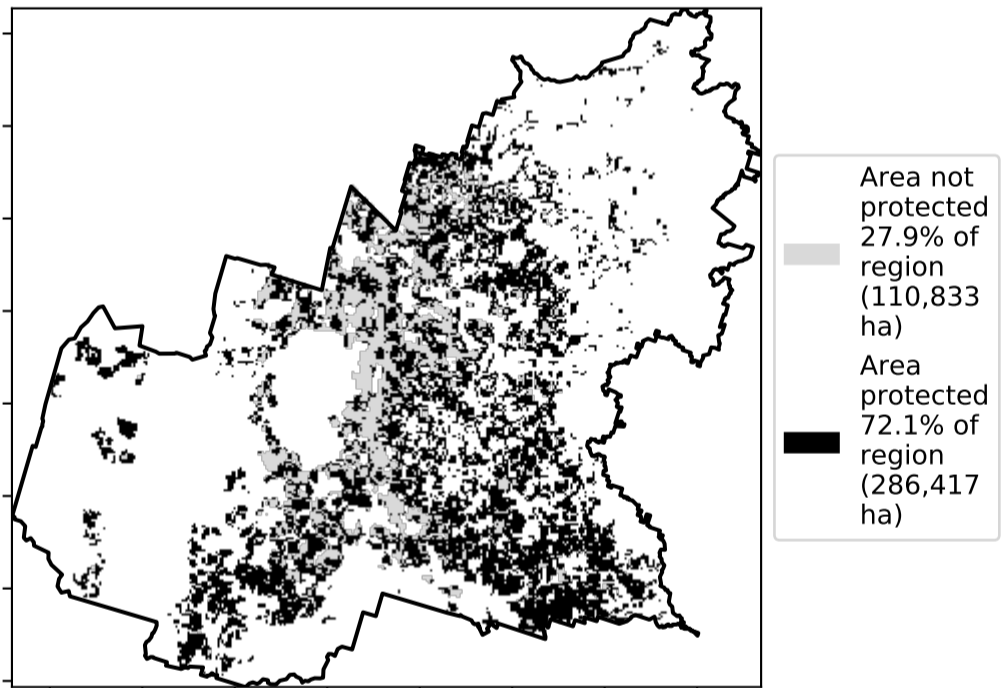 Area not
protected
27.9% of
region
(110,833
ha)
Area
protected
72.1% of
region
(286,417
ha)